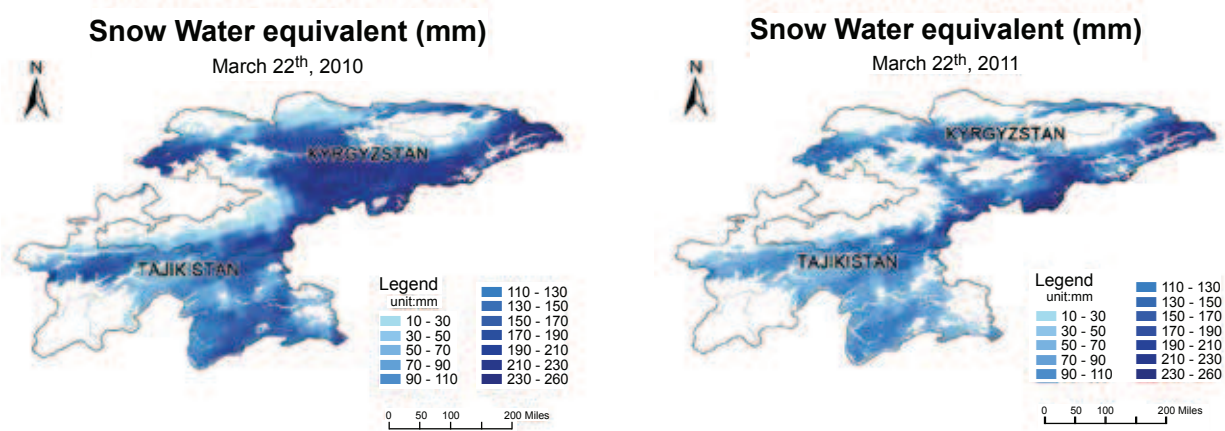 Snow Water equivalent (mm)
March 22th, 2010
N
KYRGYZSTAN
TAJIKISTAN
Legend
unit:mm
10 - 30
30 - 50
50 - 70
70 - 90
90 - 110
110 - 130
130 - 150
150 - 170
170 - 190
190 - 210
210 - 230
230 - 260
0 50 100 200 Miles
Snow Water equivalent (mm)
March 22th, 2011
N
KYRGYZSTAN
TAJIKISTAN
Legend
unit:mm
10 - 30
30 - 50
50 - 70
70 - 90
90 - 110
110 - 130
130 - 150
150 - 170
170 - 190
190 - 210
210 - 230
230 - 260
0 50 100 200 Miles